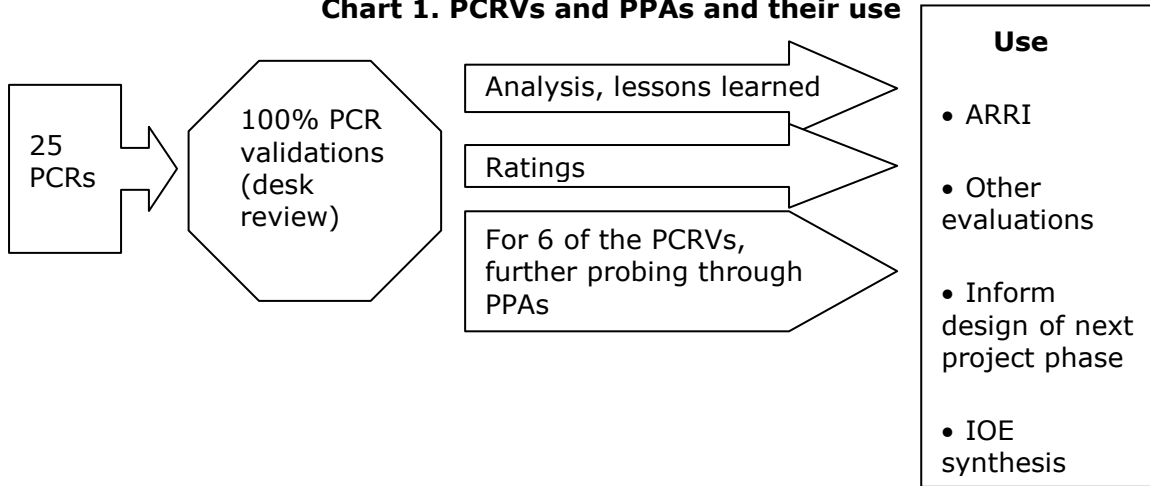 Chart 1. PCRVs and PPAs and their use
25
PCRs
100% PCR
validations
(desk
review)
Analysis, lessons learned
Ratings
For 6 of the PCRVs,
further probing through
PPAs
Use
• ARRI
• Other
evaluations
• Inform
design of next
project phase
• IOE
synthesis